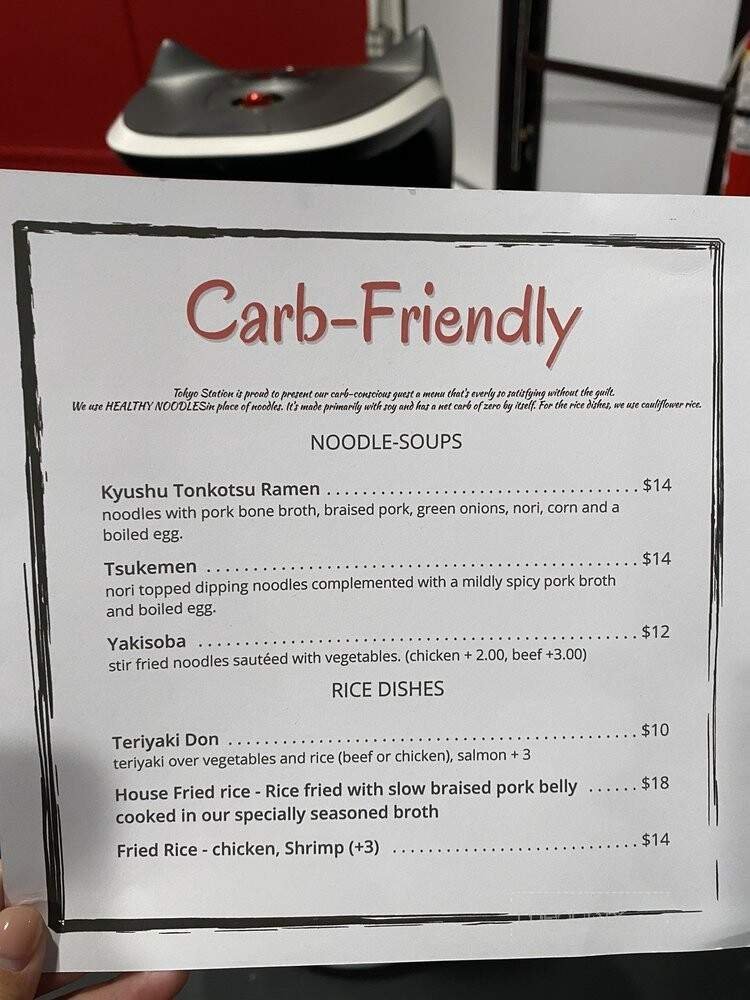 Carb-Friendly
Tokyo Station is proud to present our carb-conscious guest a menu that's everly so satisfying without the guilt.
We use HEALTHY NOODLESin place of noodles. It's made primarily with soy and has a net carb of zero by itself. For the rice dishes, we use cauliflower rice.
NOODLE-SOUPS
Kyushu Tonkotsu Ramen ................................... $14
noodles with pork bone broth, braised pork, green onions, nori, corn and a
boiled egg.
Tsukemen ................................................ $14
nori topped dipping noodles complemented with a mildly spicy pork broth
and boiled egg.
Yakisoba ................................................. $12
stir fried noodles sautéed with vegetables. (chicken + 2.00, beef +3.00)
RICE DISHES
Teriyaki Don .............................................. $10
teriyaki over vegetables and rice (beef or chicken), salmon + 3
House Fried rice - Rice fried with slow braised pork belly ...... $18
cooked in our specially seasoned broth
Fried Rice - chicken, Shrimp (+3) ............................ $14